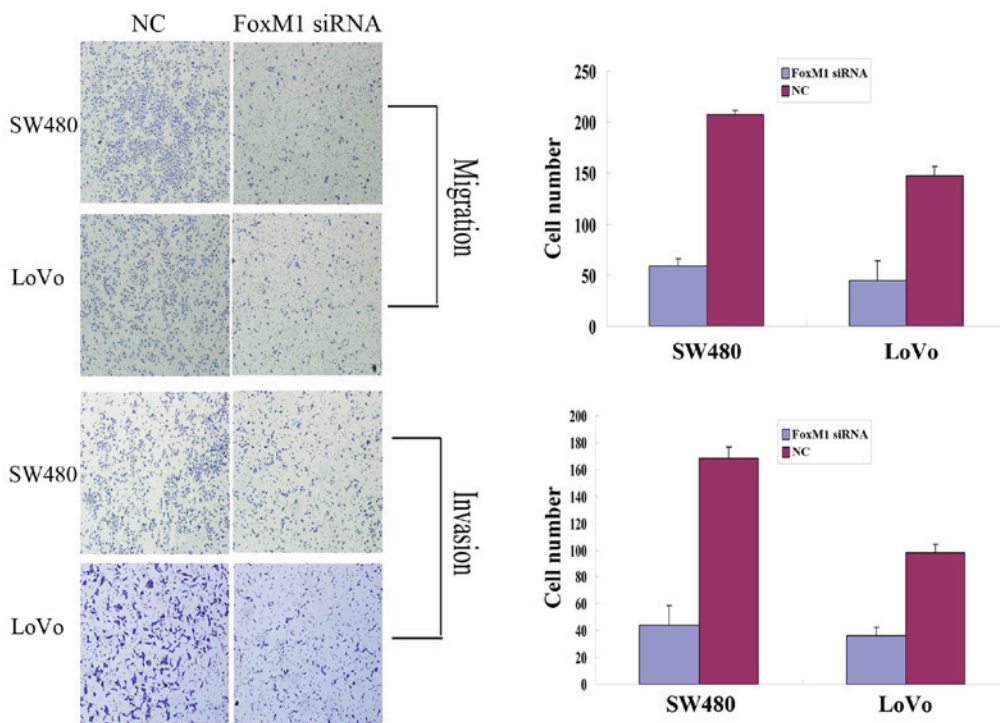 NC FoxM1 siRNA
SW480
LoVo
Migration
SW480
LoVo
Invasion
Cell number
250
200
150
100
50
0
FoxM1 siRNA
NC
SW480 LoVo
Cell number
200
180
160
140
120
100
80
60
40
20
0
FoxM1 siRNA
NC
SW480 LoVo